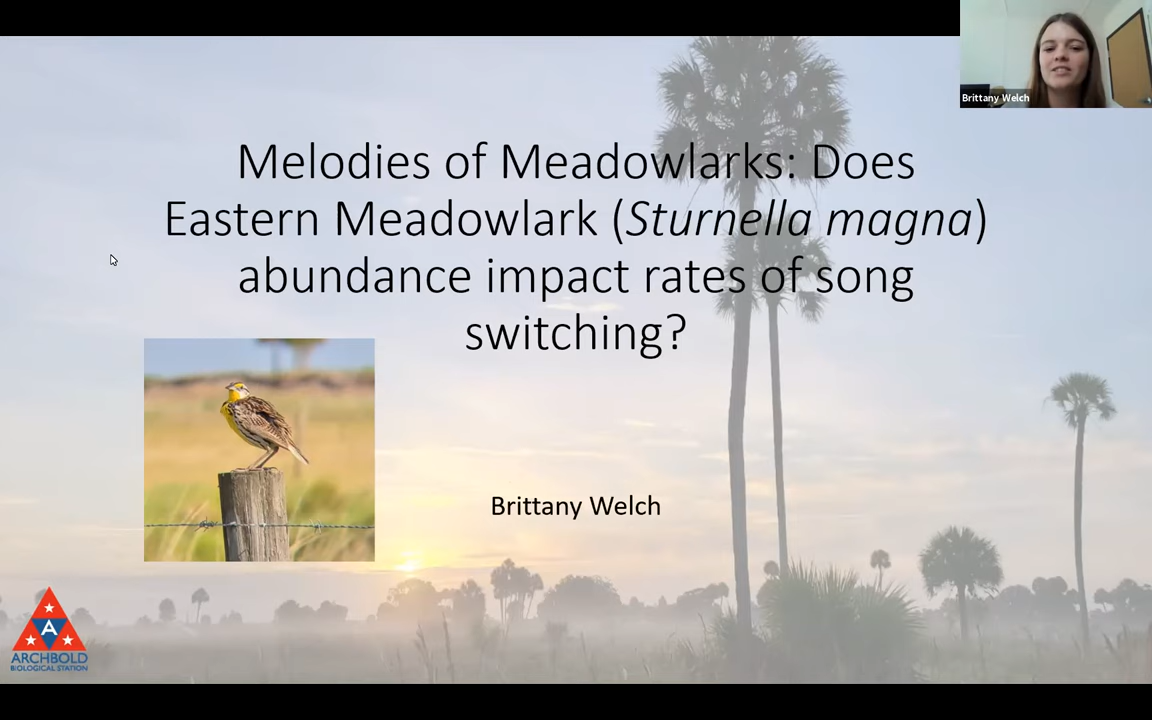 Brittany Welch
Melodies of Meadowlarks: Does
Eastern Meadowlark (Sturnella magna)
abundance impact rates of song
switching?
Brittany Welch
A
ARCHBOLD
BIOLOGICAL STATION